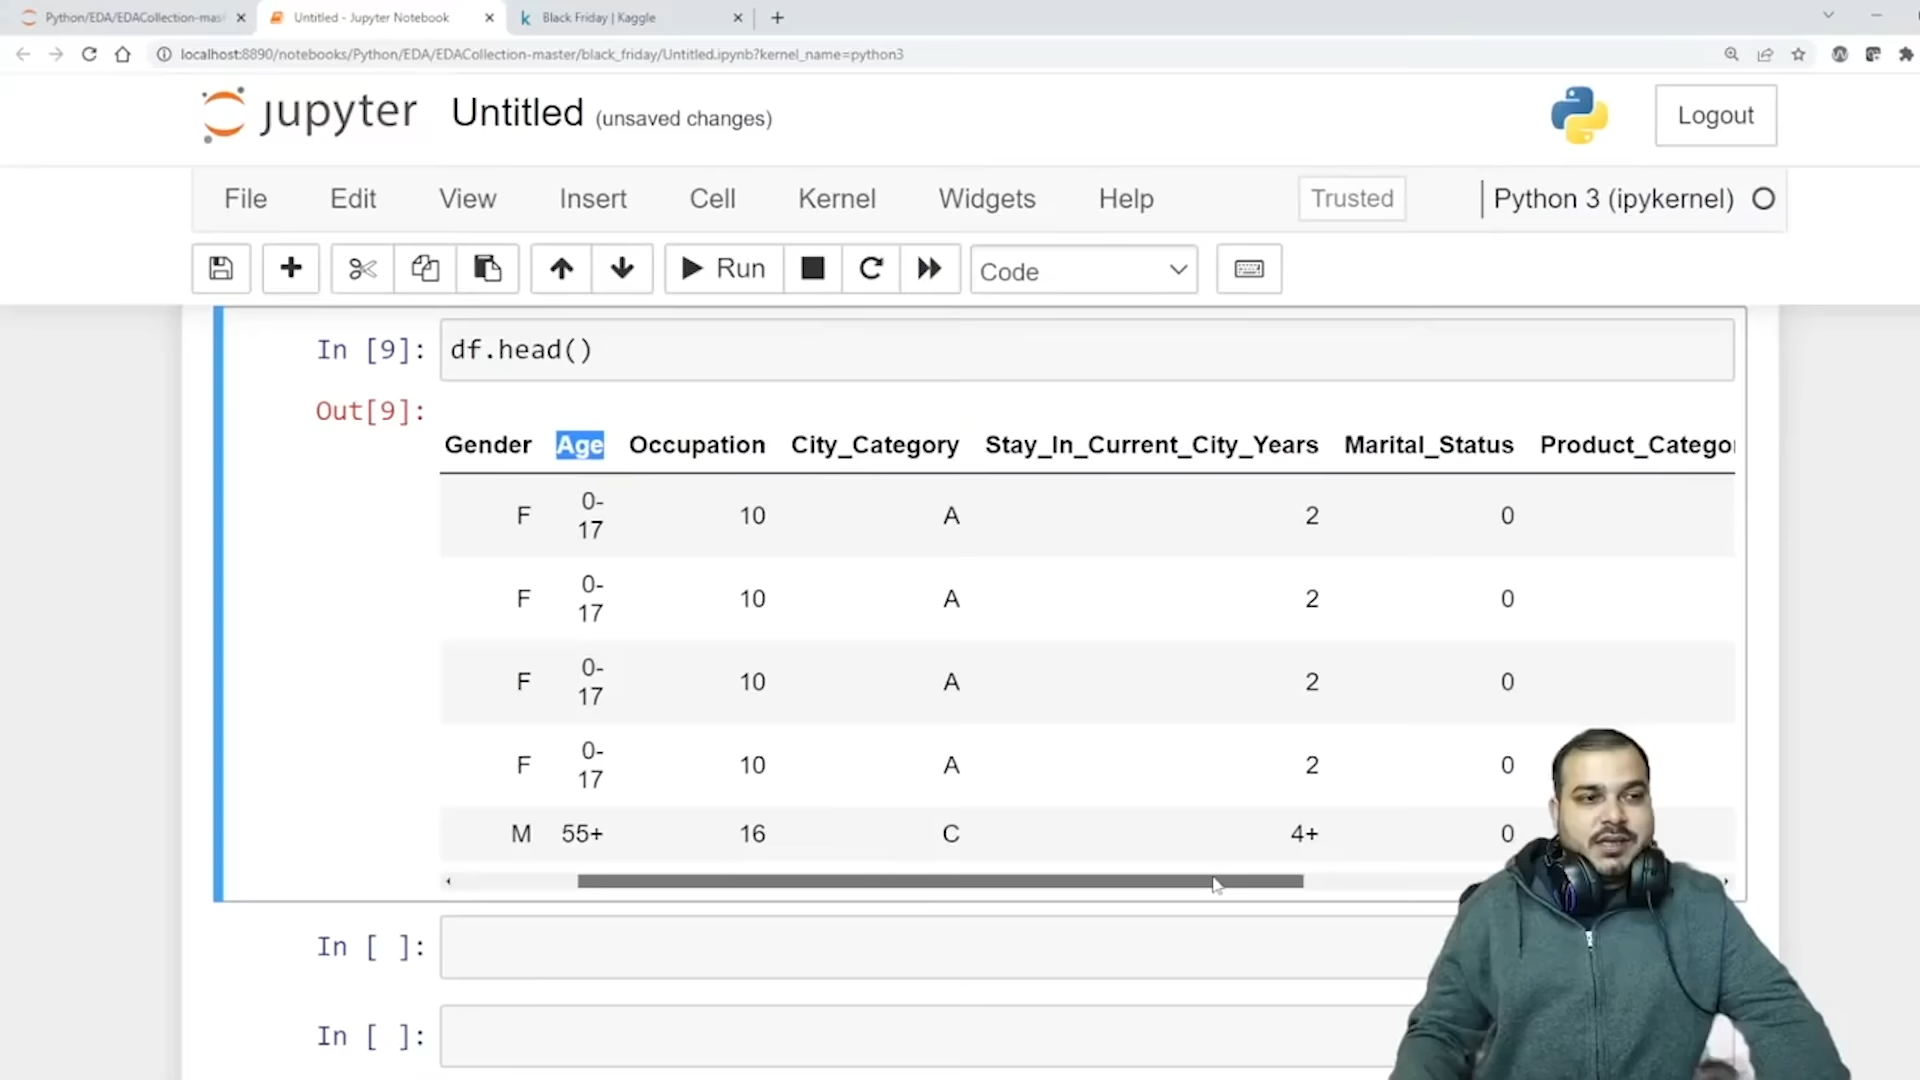 Python/EDA/EDACollection-mas
Untitled - Jupyter Notebook
Black Friday | Kaggle
localhost:8890/notebooks/Python/EDA/EDACollection-master/black_friday/Untitled.ipynb?kernel_name=python3
jupyter Untitled (unsaved changes)
Logout
File Edit View Insert Cell Kernel Widgets Help Trusted Python 3 (ipykernel)
Run Code
In [9]: df.head()
Out[9]:
Gender Age Occupation City_Category Stay_In_Current_City_Years Marital_Status Product_Catego
F 0-17 10 A 2 0
F 0-17 10 A 2 0
F 0-17 10 A 2 0
F 0-17 10 A 2 0
M 55+ 16 C 4+ 0
In [ ]:
In [ ]: